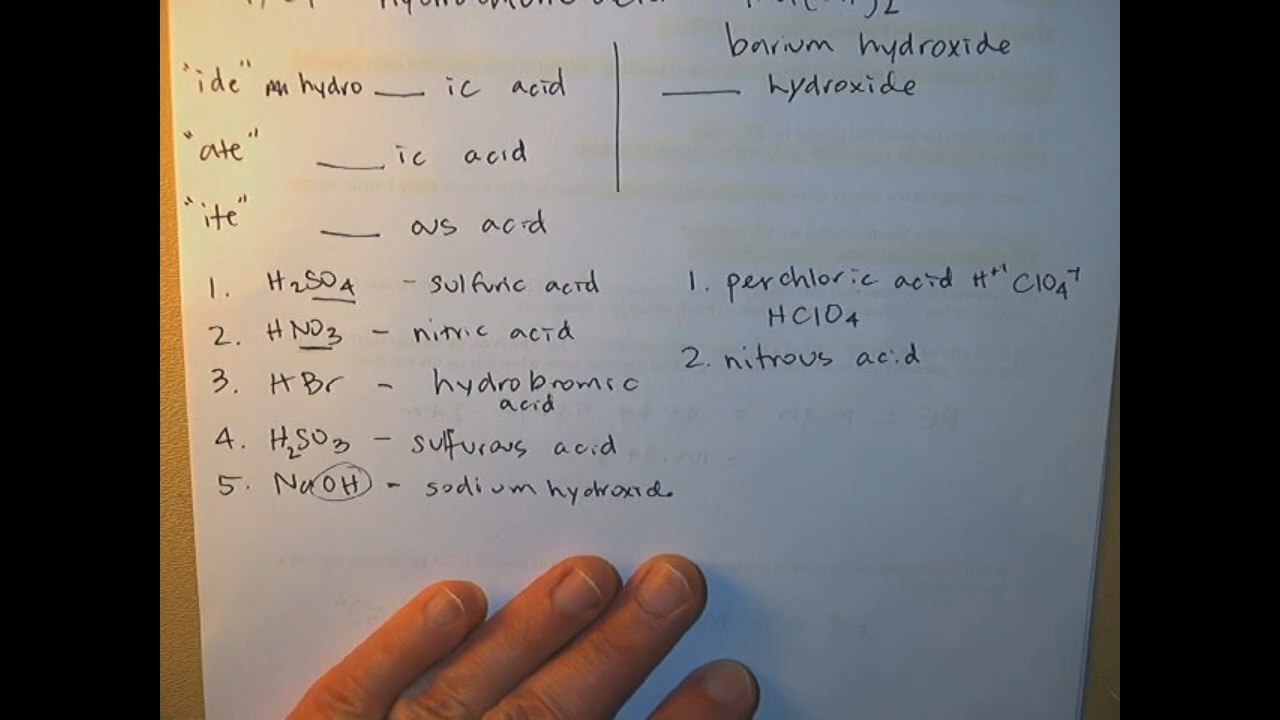 barium hydroxide
"ide" hydro ___ ic acid
___ hydroxide
"ate" ___ ic acid
"ite" ___ ous acid
1. H2SO4 - sulfuric acid
2. HNO3 - nitric acid
3. HBr - hydrobromic
acid
4. H2SO3 - sulfurous acid
5. NaOH - sodium hydroxid
1. perchloric acid H+1 ClO4-1
HClO4
2. nitrous acid